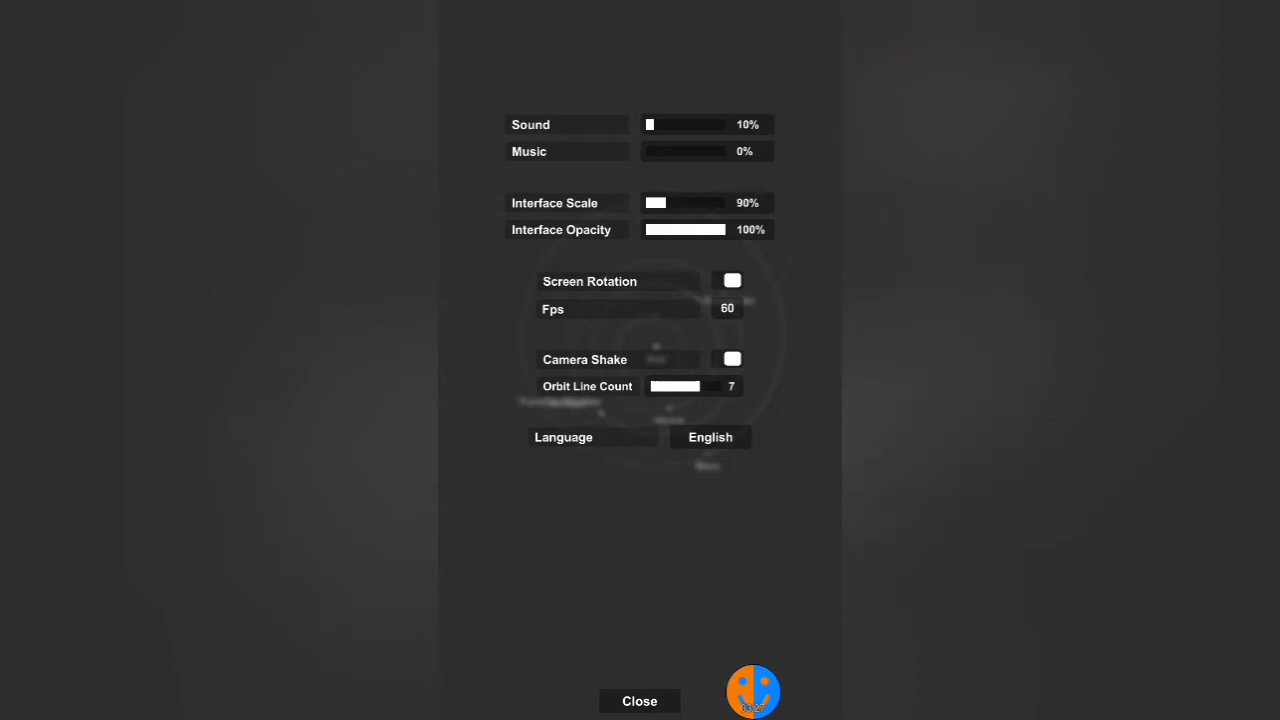 Sound 10%
Music 0%
Interface Scale 90%
Interface Opacity 100%
Screen Rotation
Fps 60
Camera Shake
Orbit Line Count 7
Language English
Close